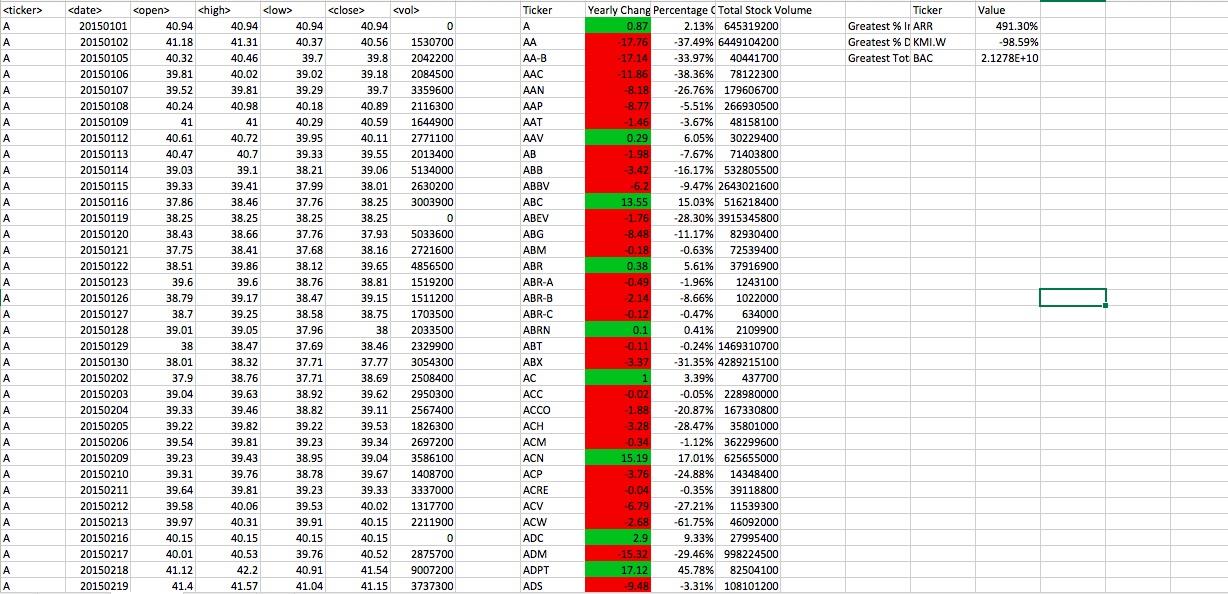 <ticker> <date> <open> <high> <low> <close> <vol> Ticker Yearly Chang Percentage C Total Stock Volume Ticker Value
A 20150101 40.94 40.94 40.94 40.94 0 A 0.87 2.13% 645319200 Greatest % Ir ARR 491.30%
A 20150102 41.18 41.31 40.37 40.56 1530700 AA -17.76 -37.49% 6449104200 Greatest % D KMI.W -98.59%
A 20150105 40.32 40.46 39.7 39.8 2042200 AA-B -17.14 -33.97% 40441700 Greatest Tot BAC 2.1278E+10
A 20150106 39.81 40.02 39.02 39.18 2084500 AAC -11.86 -38.36% 78122300
A 20150107 39.52 39.81 39.29 39.7 3359600 AAN -8.18 -26.76% 179606700
A 20150108 40.24 40.98 40.18 40.89 2116300 AAP -8.77 -5.51% 266930500
A 20150109 41 41 40.29 40.59 1644900 AAT -1.46 -3.67% 48158100
A 20150112 40.61 40.72 39.95 40.11 2771100 AAV 0.29 6.05% 30229400
A 20150113 40.47 40.7 39.33 39.55 2013400 AB -1.98 -7.67% 71403800
A 20150114 39.03 39.1 38.21 39.06 5134000 ABB -3.42 -16.17% 532805500
A 20150115 39.33 39.41 37.99 38.01 2630200 ABBV -6.2 -9.47% 2643021600
A 20150116 37.86 38.46 37.76 38.25 3003900 ABC 13.55 15.03% 516218400
A 20150119 38.25 38.25 38.25 38.25 0 ABEV -1.76 -28.30% 3915345800
A 20150120 38.43 38.66 37.76 37.93 5033600 ABG -8.48 -11.17% 82930400
A 20150121 37.75 38.41 37.68 38.16 2721600 ABM -0.18 -0.63% 72539400
A 20150122 38.51 39.86 38.12 39.65 4856500 ABR 0.38 5.61% 37916900
A 20150123 39.6 39.6 38.76 38.81 1519200 ABR-A -0.49 -1.96% 1243100
A 20150126 38.79 39.17 38.47 39.15 1511200 ABR-B -2.14 -8.66% 1022000
A 20150127 38.7 39.25 38.58 38.75 1703500 ABR-C -0.12 -0.47% 634000
A 20150128 39.01 39.05 37.96 38 2033500 ABRN 0.1 0.41% 2109900
A 20150129 38 38.47 37.69 38.46 2329900 ABT -0.11 -0.24% 1469310700
A 20150130 38.01 38.32 37.71 37.77 3054300 ABX -3.37 -31.35% 4289215100
A 20150202 37.9 38.76 37.71 38.69 2508400 AC 1 3.39% 437700
A 20150203 39.04 39.63 38.92 39.62 2950300 ACC -0.02 -0.05% 228980000
A 20150204 39.33 39.46 38.82 39.11 2567400 ACCO -1.88 -20.87% 167330800
A 20150205 39.22 39.82 39.22 39.53 1826300 ACH -3.28 -28.47% 35801000
A 20150206 39.54 39.81 39.23 39.34 2697200 ACM -0.34 -1.12% 362299600
A 20150209 39.23 39.43 38.95 39.04 3586100 ACN 15.19 17.01% 625655000
A 20150210 39.31 39.76 38.78 39.67 1408700 ACP -3.76 -24.88% 14348400
A 20150211 39.64 39.81 39.23 39.33 3337000 ACRE -0.04 -0.35% 39118800
A 20150212 39.58 40.06 39.53 40.02 1317700 ACV -6.79 -27.21% 11539300
A 20150213 39.97 40.31 39.91 40.15 2211900 ACW -2.68 -61.75% 46092000
A 20150216 40.15 40.15 40.15 40.15 0 ADC 2.9 9.33% 27995400
A 20150217 40.01 40.53 39.76 40.52 2875700 ADM -15.32 -29.46% 998224500
A 20150218 41.12 42.2 40.91 41.54 9007200 ADPT 17.12 45.78% 82504100
A 20150219 41.4 41.57 41.04 41.15 3737300 ADS -9.48 -3.31% 108101200